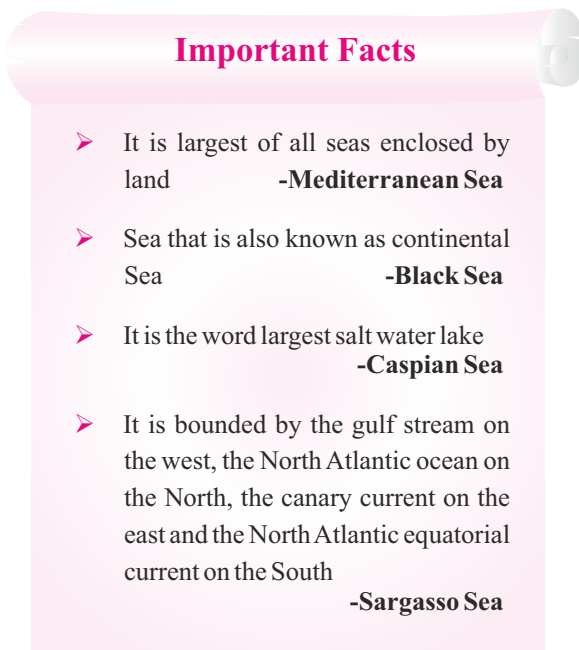 Important Facts
➢ It is largest of all seas enclosed by
land -Mediterranean Sea
➢ Sea that is also known as continental
Sea -Black Sea
➢ It is the word largest salt water lake
-Caspian Sea
➢ It is bounded by the gulf stream on
the west, the North Atlantic ocean on
the North, the canary current on the
east and the North Atlantic equatorial
current on the South
-Sargasso Sea